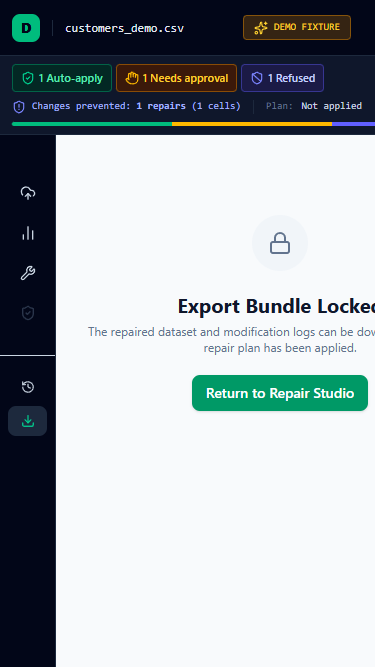 D customers_demo.csv DEMO FIXTURE
1 Auto-apply 1 Needs approval 1 Refused
Changes prevented: 1 repairs (1 cells) Plan: Not applied
Export Bundle Locke
The repaired dataset and modification logs can be dow
repair plan has been applied.
Return to Repair Studio